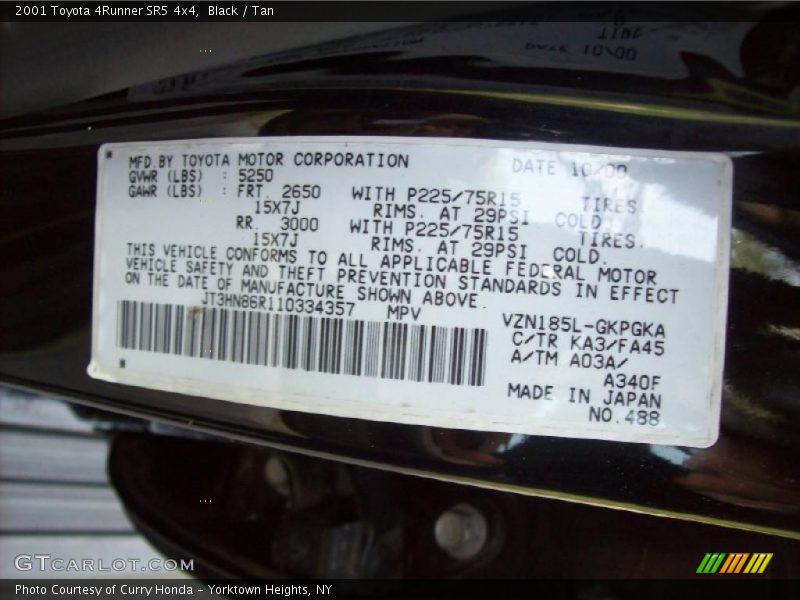 2001 Toyota 4Runner SR5 4x4, Black / Tan
DATE 10/00
MFD.BY TOYOTA MOTOR CORPORATION DATE 10/00
GVWR (LBS) : 5250
GAWR (LBS) : FRT. 2650 WITH P225/75R15 TIRES
15X7J RIMS. AT 29PSI COLD
RR. 3000 WITH P225/75R15 TIRES.
15X7J RIMS. AT 29PSI COLD.
THIS VEHICLE CONFORMS TO ALL APPLICABLE FEDERAL MOTOR
VEHICLE SAFETY AND THEFT PREVENTION STANDARDS IN EFFECT
ON THE DATE OF MANUFACTURE SHOWN ABOVE.
JT3HN86R110334357 MPV
VZN185L-GKPGKA
C/TR KA3/FA45
A/TM A03A/
A340F
MADE IN JAPAN
NO.488
GTCARLOT.COM
Photo Courtesy of Curry Honda - Yorktown Heights, NY